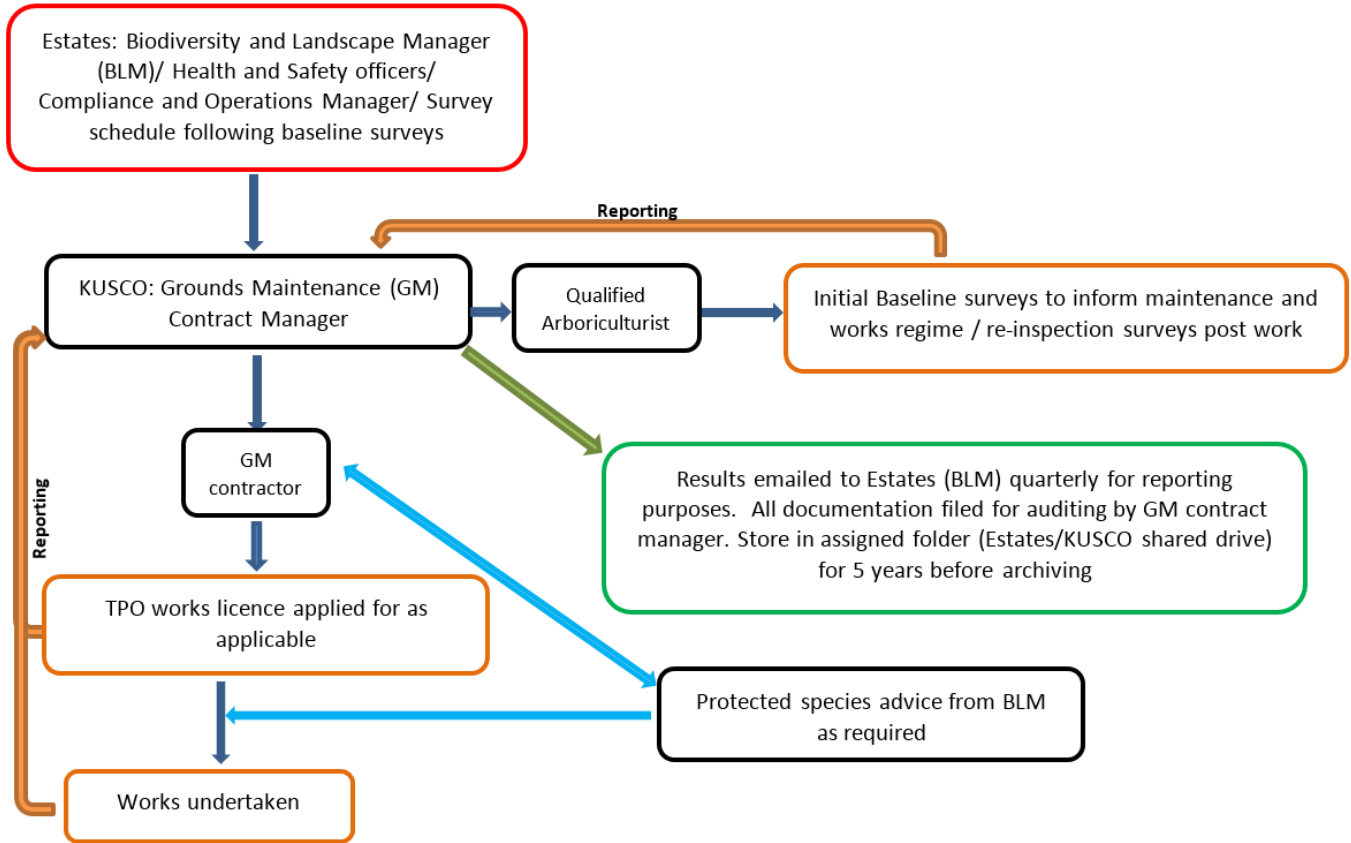 Estates: Biodiversity and Landscape Manager
(BLM)/ Health and Safety officers/
Compliance and Operations Manager/ Survey
schedule following baseline surveys
Reporting
KUSCO: Grounds Maintenance (GM)
Contract Manager
Qualified
Arboriculturist
Initial Baseline surveys to inform maintenance and
works regime / re-inspection surveys post work
GM
contractor
Results emailed to Estates (BLM) quarterly for reporting
purposes. All documentation filed for auditing by GM contract
manager. Store in assigned folder (Estates/KUSCO shared drive)
for 5 years before archiving
Reporting
TPO works licence applied for as
applicable
Protected species advice from BLM
as required
Works undertaken